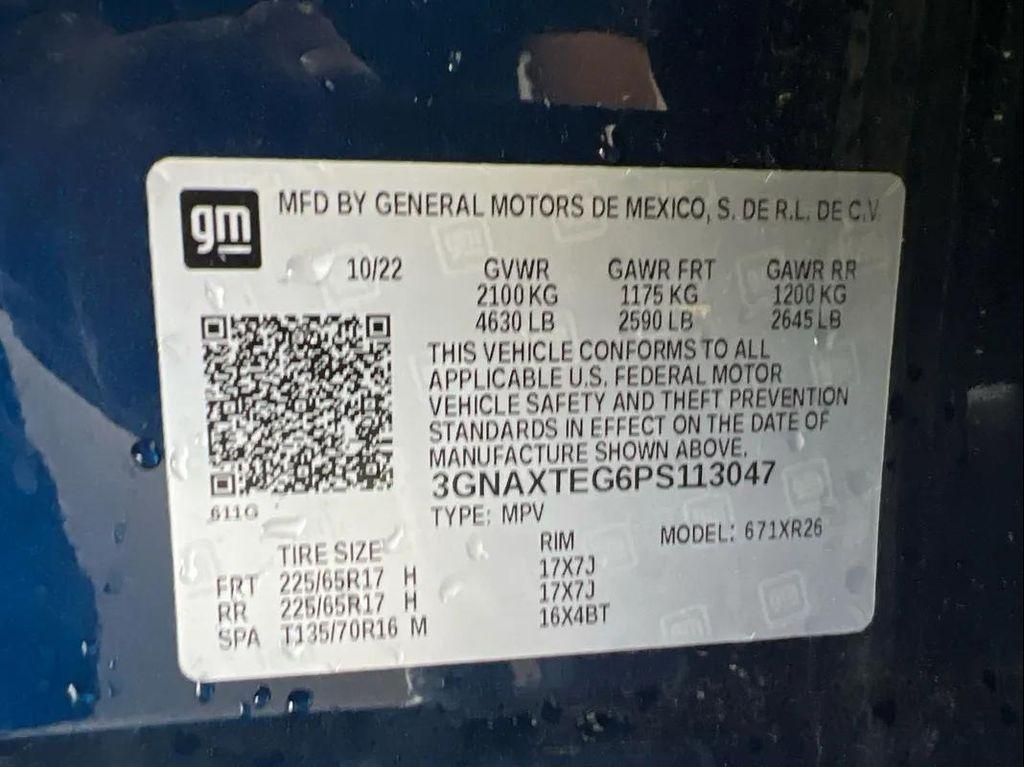 gm
MFD BY GENERAL MOTORS DE MEXICO, S. DE R.L. DE C.V.
10/22 GVWR GAWR FRT GAWR RR
2100 KG 1175 KG 1200 KG
4630 LB 2590 LB 2645 LB
THIS VEHICLE CONFORMS TO ALL
APPLICABLE U.S. FEDERAL MOTOR
VEHICLE SAFETY AND THEFT PREVENTION
STANDARDS IN EFFECT ON THE DATE OF
MANUFACTURE SHOWN ABOVE.
3GNAXTEG6PS113047
611G
TYPE: MPV
MODEL: 671XR26
TIRE SIZE RIM
FRT 225/65R17 H 17X7J
RR 225/65R17 H 17X7J
SPA T135/70R16 M 16X4BT